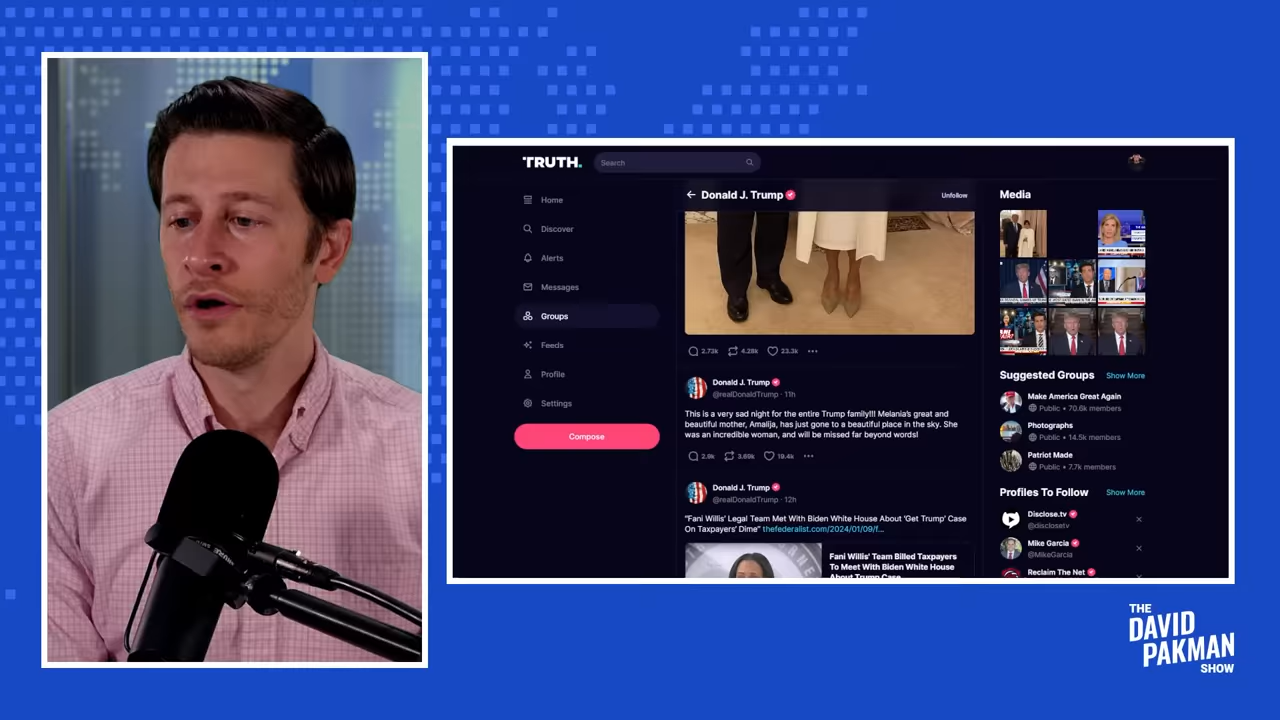 TRUTH.
Search
Home
Discover
Alerts
Messages
Groups
Feeds
Profile
Settings
Compose
Donald J. Trump
Unfollow
2.73k 4.28k 23.3k
Donald J. Trump
@realDonaldTrump · 11h
This is a very sad night for the entire Trump family!!! Melania's great and
beautiful mother, Amalija, has just gone to a beautiful place in the sky. She
was an incredible woman, and will be missed far beyond words!
2.9k 3.69k 19.4k
Donald J. Trump
@realDonaldTrump · 12h
"Fani Willis' Legal Team Met With Biden White House About 'Get Trump' Case
On Taxpayers' Dime" thefederalist.com/2024/01/09/f...
Fani Willis' Team Billed Taxpayers
To Meet With Biden White House
About Trump Case
Media
Suggested Groups Show More
Make America Great Again
Public • 70.6k members
Photographs
Public • 14.5k members
Patriot Made
Public • 7.7k members
Profiles To Follow Show More
Disclose.tv
@disclosetv
Mike Garcia
@MikeGarcia
Reclaim The Net
THE
DAVID
PAKMAN
SHOW